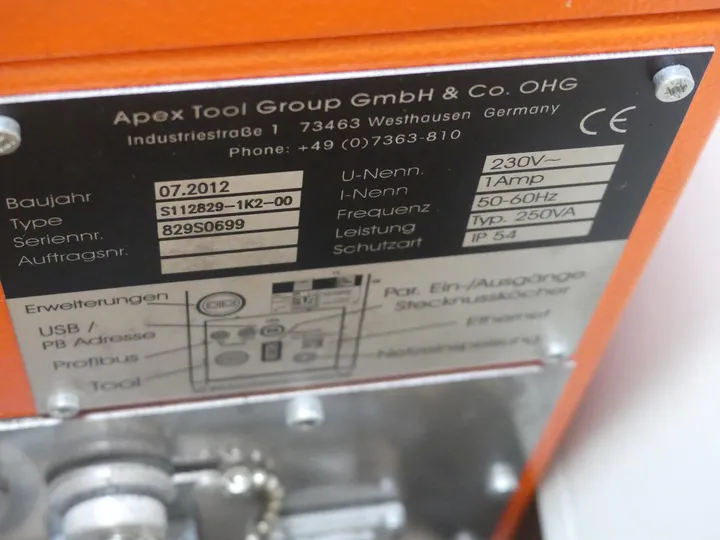 Apex Tool Group GmbH & Co. OHG
Industriestraße 1 73463 Westhausen Germany
Phone: +49 (0)7363-810
CE
Baujahr 07.2012
Type S112829-1K2-00
Seriennr. 829S0699
Auftragsnr.
U-Nenn. 230V~
I-Nenn 1Amp
Frequenz 50-60Hz
Leistung Typ. 250VA
Schutzart IP 54
Erweiterungen
USB /
PB Adresse
Profibus
Tool
Par. Ein-/Ausgänge
Stecknussköcher
Ethernet
Netzeinspeisung